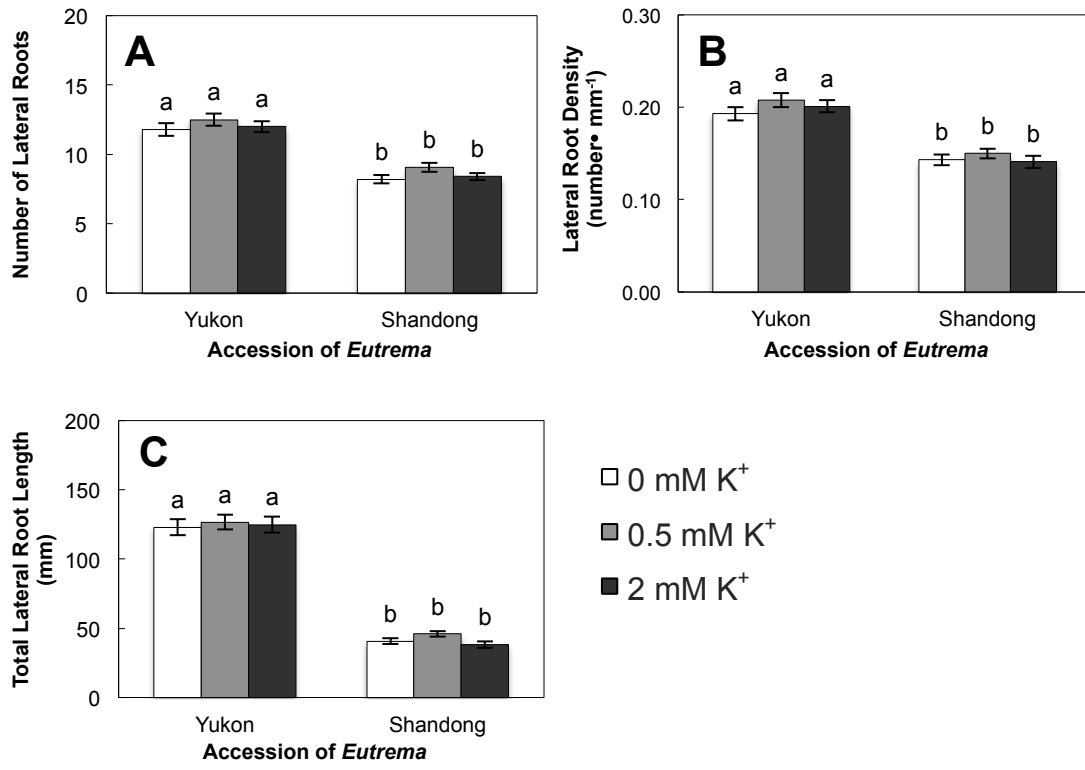 A
Number of Lateral Roots
20
15
10
5
0
a a a
b b b
Yukon Shandong
Accession of Eutrema
B
Lateral Root Density
(number• mm⁻¹)
0.30
0.20
0.10
0.00
a a a
b b b
Yukon Shandong
Accession of Eutrema
C
Total Lateral Root Length
(mm)
200
150
100
50
0
a a a
b b b
Yukon Shandong
Accession of Eutrema
0 mM K⁺
0.5 mM K⁺
2 mM K⁺